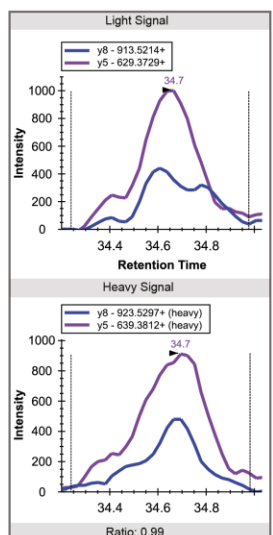 Light Signal
y8 - 913.5214+
y5 - 629.3729+
34.7
1000
800
600
400
200
0
Intensity
34.4 34.6 34.8
Retention Time
Heavy Signal
y8 - 923.5297+ (heavy)
y5 - 639.3812+ (heavy)
34.7
1000
800
600
400
200
0
Intensity
34.4 34.6 34.8
Ratio: 0.99